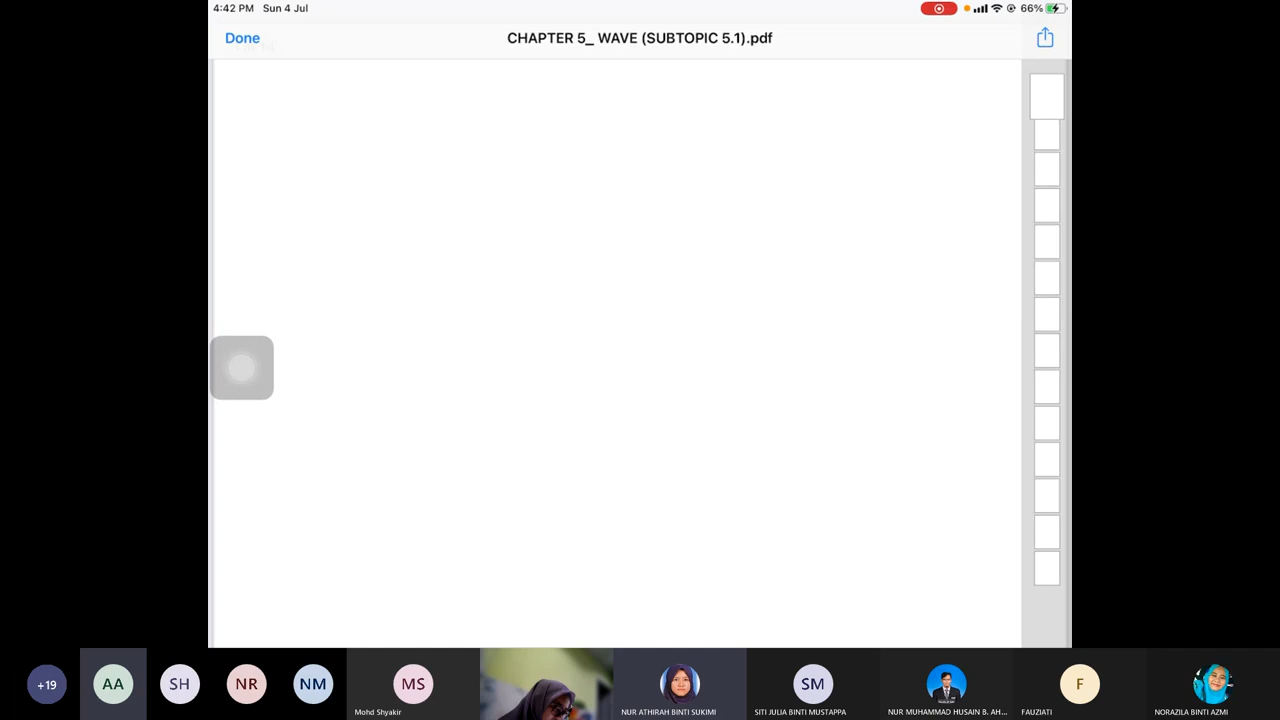 4:42 PM Sun 4 Jul 66%
Done CHAPTER 5_ WAVE (SUBTOPIC 5.1).pdf
+19 AA SH NR NM MS SM F
Mohd Shyakir NUR ATHIRAH BINTI SUKIMI SITI JULIA BINTI MUSTAPPA NUR MUHAMMAD HUSAIN B. AH... FAUZIATI NORAZILA BINTI AZMI